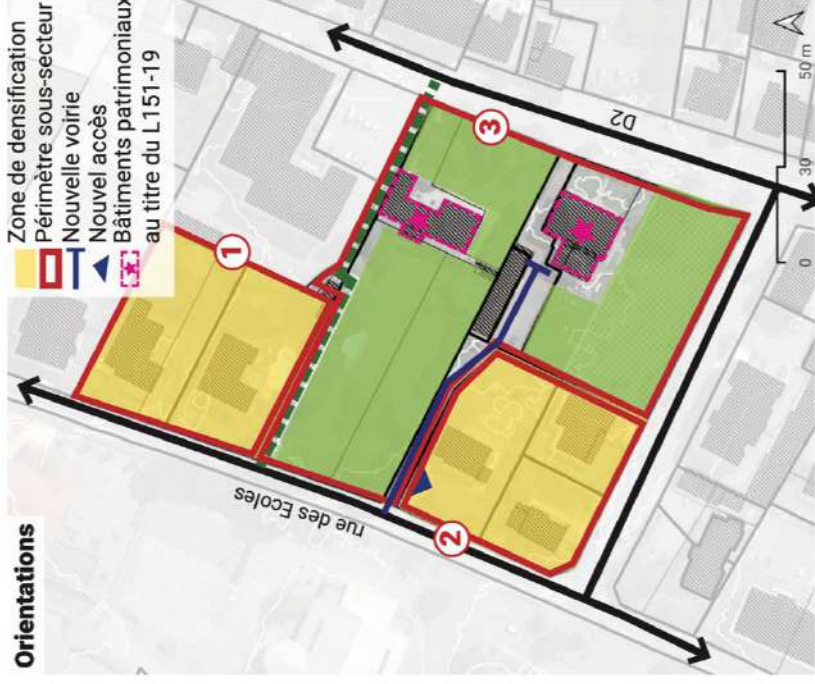 Orientations
Zone de densification
Périmètre sous-secteur
Nouvelle voirie
Nouvel accès
Bâtiments patrimoniaux
au titre du L151-19
1
2
3
rue des Ecoles
D2
0 30 50 m